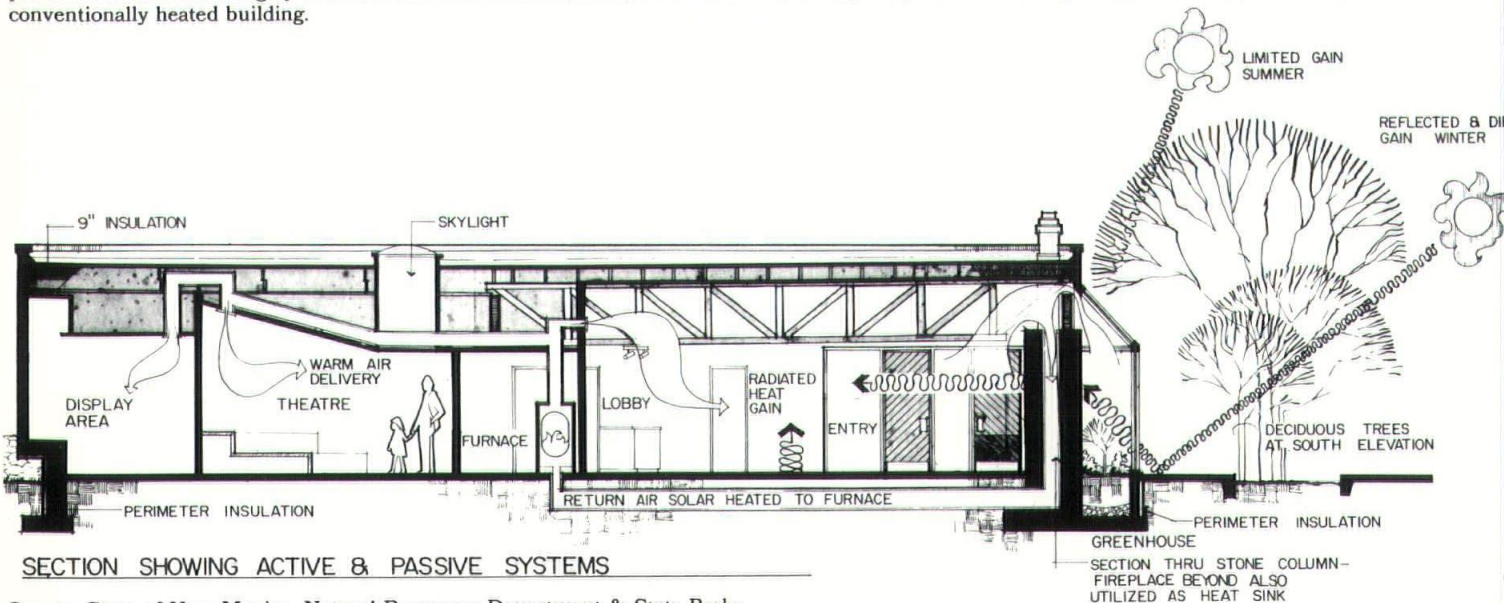 conventionally heated building.
LIMITED GAIN
SUMMER
REFLECTED &
GAIN WINTER
9" INSULATION
SKYLIGHT
WARM AIR
DELIVERY
THEATRE
DISPLAY
AREA
FURNACE
LOBBY
RADIATED
HEAT
GAIN
ENTRY
DECIDUOUS TREES
AT SOUTH ELEVATION
RETURN AIR SOLAR HEATED TO FURNACE
PERIMETER INSULATION
PERIMETER INSULATION
GREENHOUSE
SECTION THRU STONE COLUMN-
FIREPLACE BEYOND ALSO
UTILIZED AS HEAT SINK
SECTION SHOWING ACTIVE & PASSIVE SYSTEMS